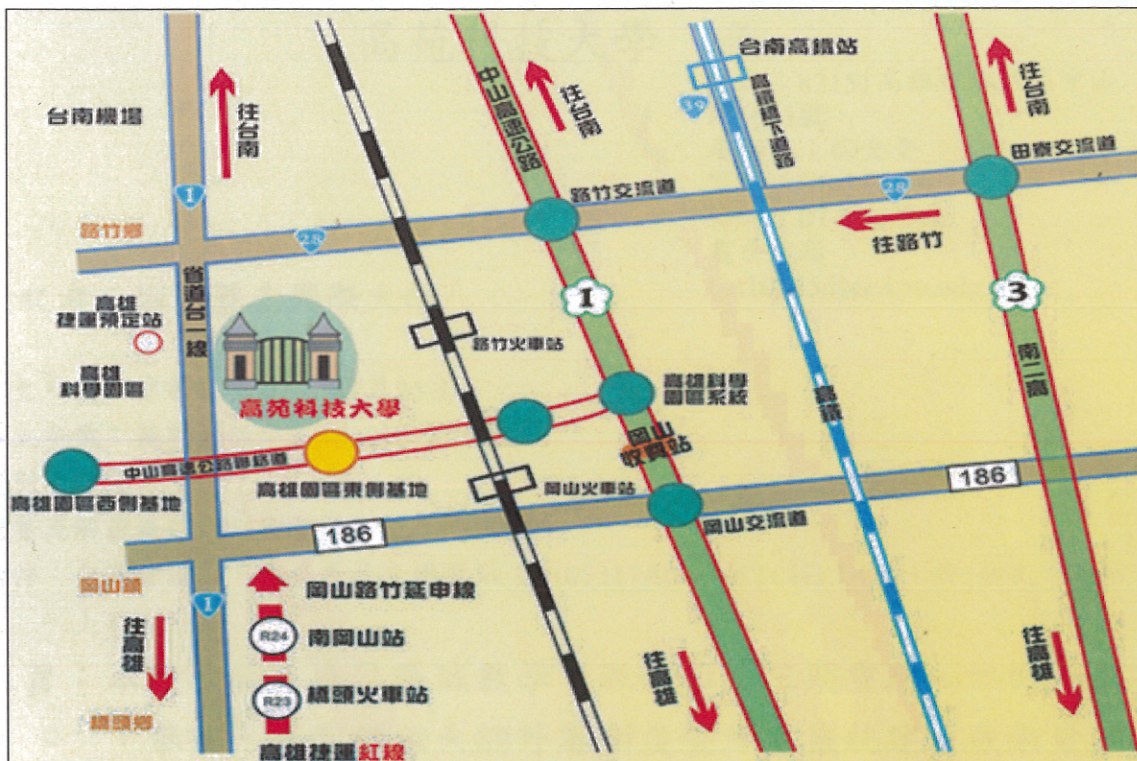 台南高鐵站
中山高速公路
往台南
台南機場
往台南
39
高鐵橋下道路
往台南
田寮交流道
1
路竹交流道
28
往路竹
路竹鄉
28
省道台一線
高雄
捷運預定站
1
3
路竹火車站
南二高
高雄
科學園區
高雄科學
園區系統
高苑科技大學
高鐵
岡山
收費站
中山高速公路聯絡道
高雄園區西側基地
高雄園區東側基地
岡山火車站
186
186
岡山交流道
岡山鎮
1
岡山路竹延伸線
往高雄
R24
南岡山站
往高雄
往高雄
R23
橋頭火車站
橋頭鄉
高雄捷運紅線